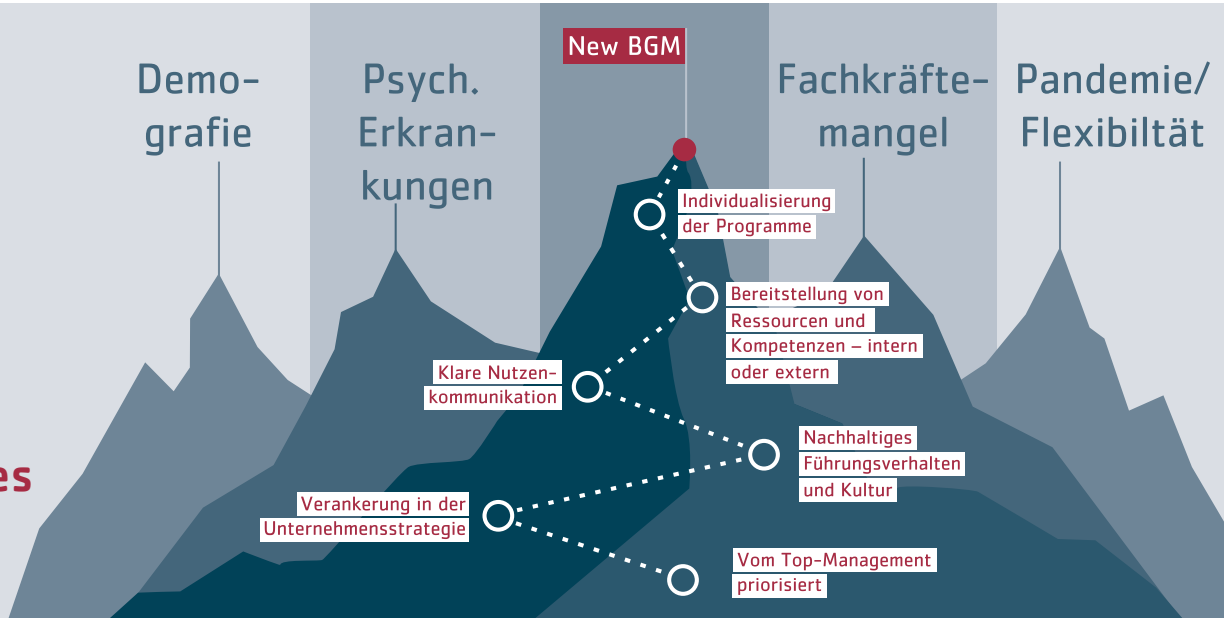 New BGM
Demo-
grafie
Psych.
Erkran-
kungen
Fachkräfte-
mangel
Pandemie/
Flexibiltät
Individualisierung
der Programme
Bereitstellung von
Ressourcen und
Kompetenzen – intern
oder extern
Klare Nutzen-
kommunikation
Nachhaltiges
Führungsverhalten
und Kultur
es
Verankerung in der
Unternehmensstrategie
Vom Top-Management
priorisiert